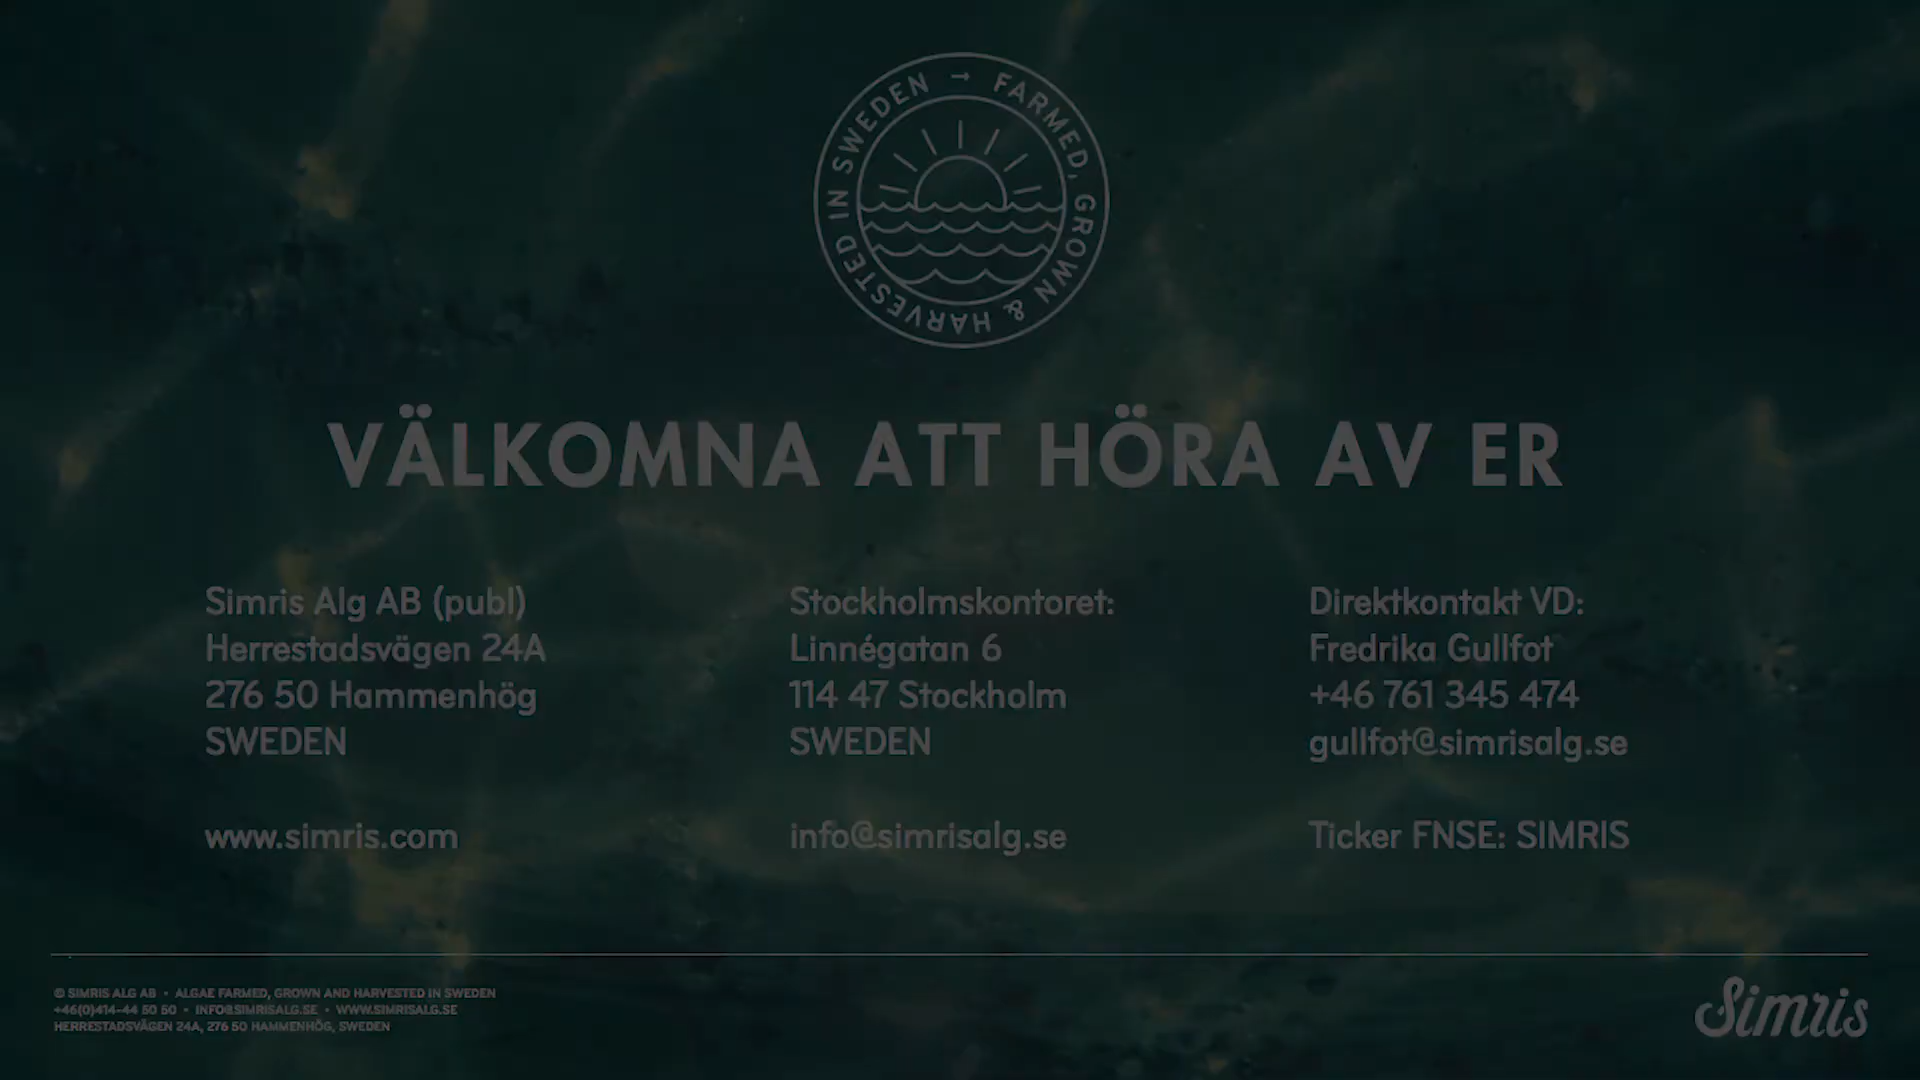 → FARMED, GROWN & HARVESTED IN SWEDEN
VÄLKOMNA ATT HÖRA AV ER
Simris Alg AB (publ)
Herrestadsvägen 24A
276 50 Hammenhög
SWEDEN
www.simris.com
Stockholmskontoret:
Linnégatan 6
114 47 Stockholm
SWEDEN
info@simrisalg.se
Direktkontakt VD:
Fredrika Gullfot
+46 761 345 474
gullfot@simrisalg.se
Ticker FNSE: SIMRIS
© SIMRIS ALG AB • ALGAE FARMED, GROWN AND HARVESTED IN SWEDEN
+46(0)414-44 50 50 • INFO@SIMRISALG.SE • WWW.SIMRISALG.SE
HERRESTADSVÄGEN 24A, 276 50 HAMMENHÖG, SWEDEN
Simris